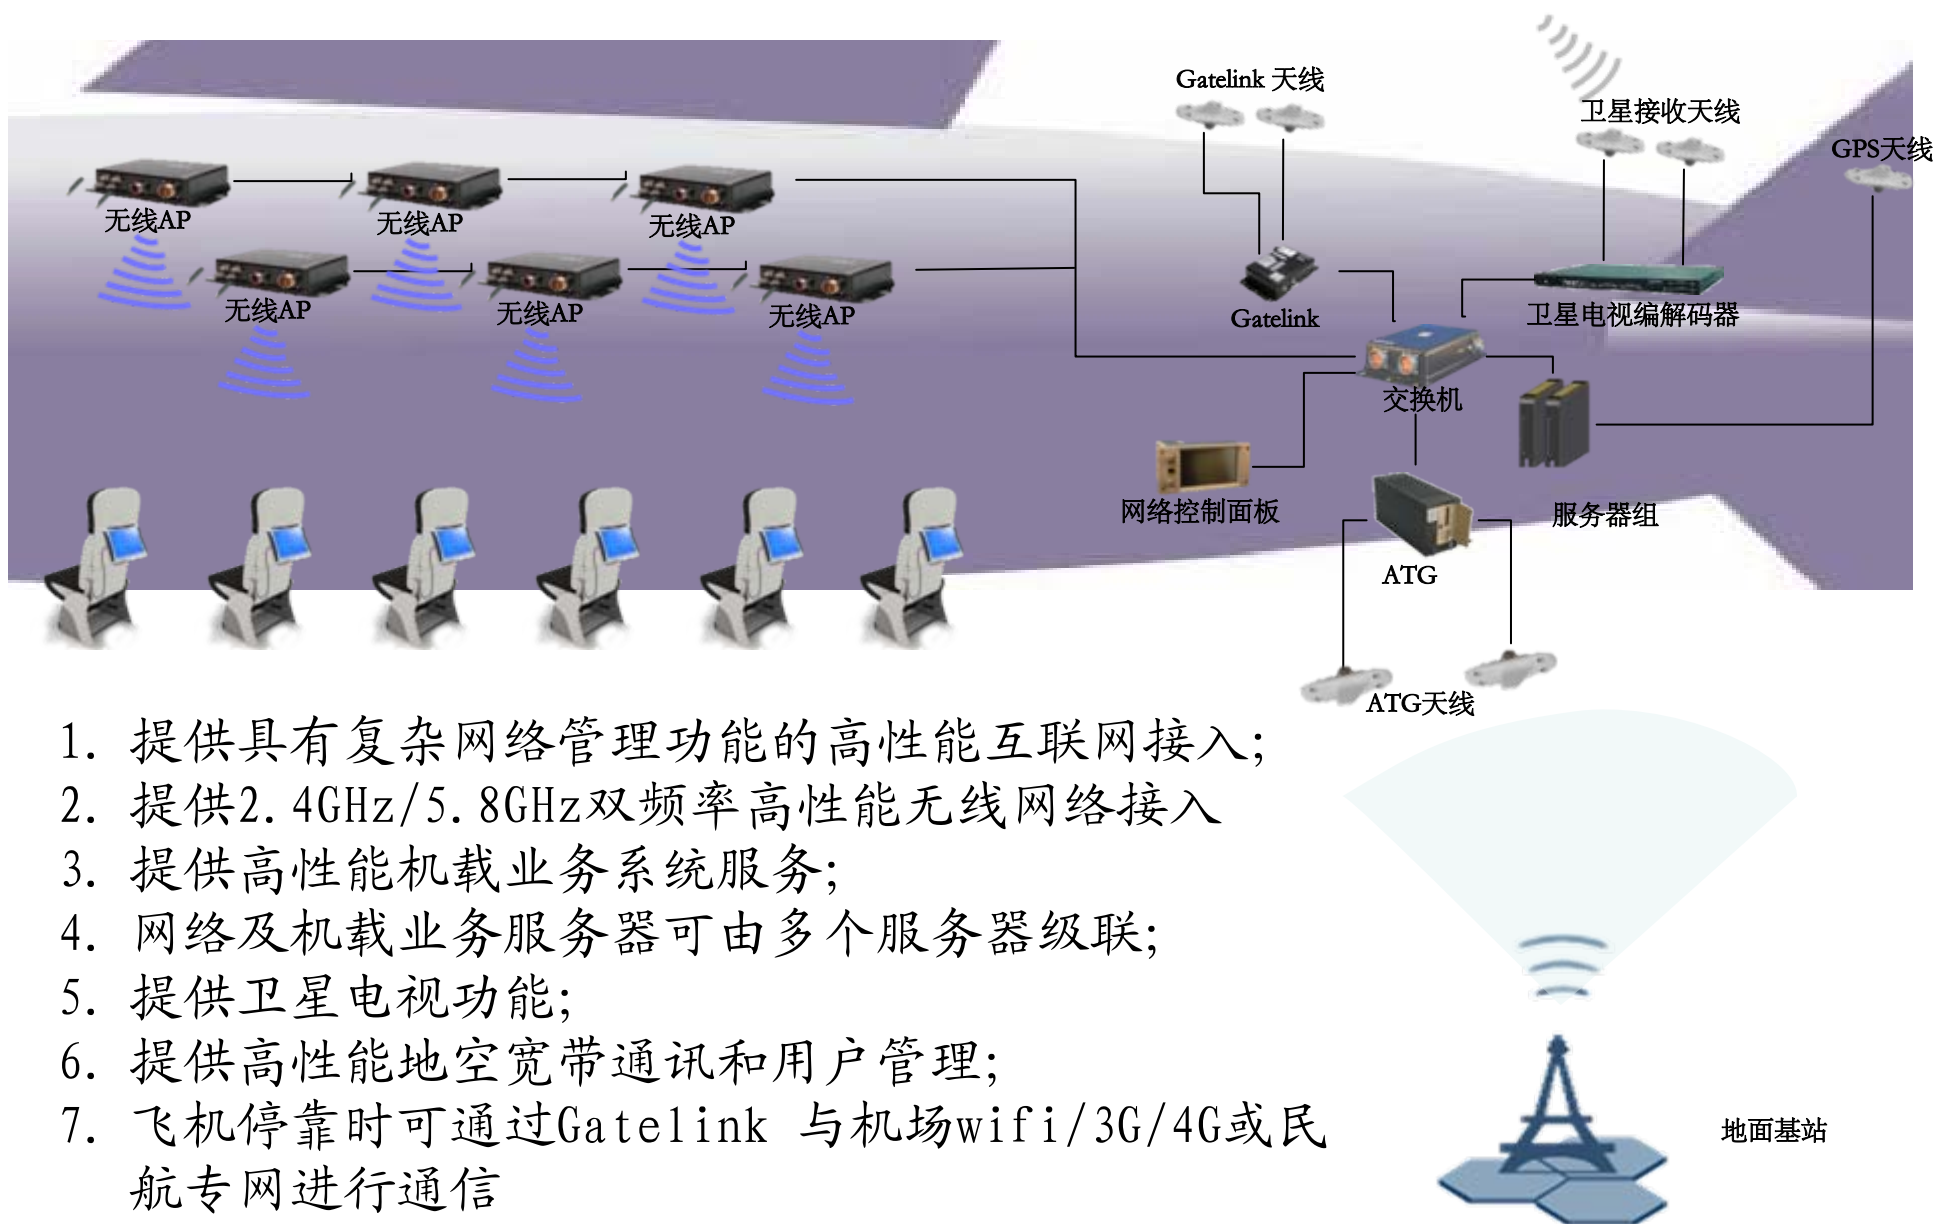 Gatelink 天线
卫星接收天线
GPS天线
无线AP
无线AP
无线AP
无线AP
无线AP
无线AP
Gatelink
卫星电视编解码器
交换机
网络控制面板
服务器组
ATG
ATG天线
1. 提供具有复杂网络管理功能的高性能互联网接入;
2. 提供2.4GHz/5.8GHz双频率高性能无线网络接入
3. 提供高性能机载业务系统服务;
4. 网络及机载业务服务器可由多个服务器级联;
5. 提供卫星电视功能;
6. 提供高性能地空宽带通讯和用户管理;
7. 飞机停靠时可通过Gatelink 与机场wifi/3G/4G或民
航专网进行通信
地面基站